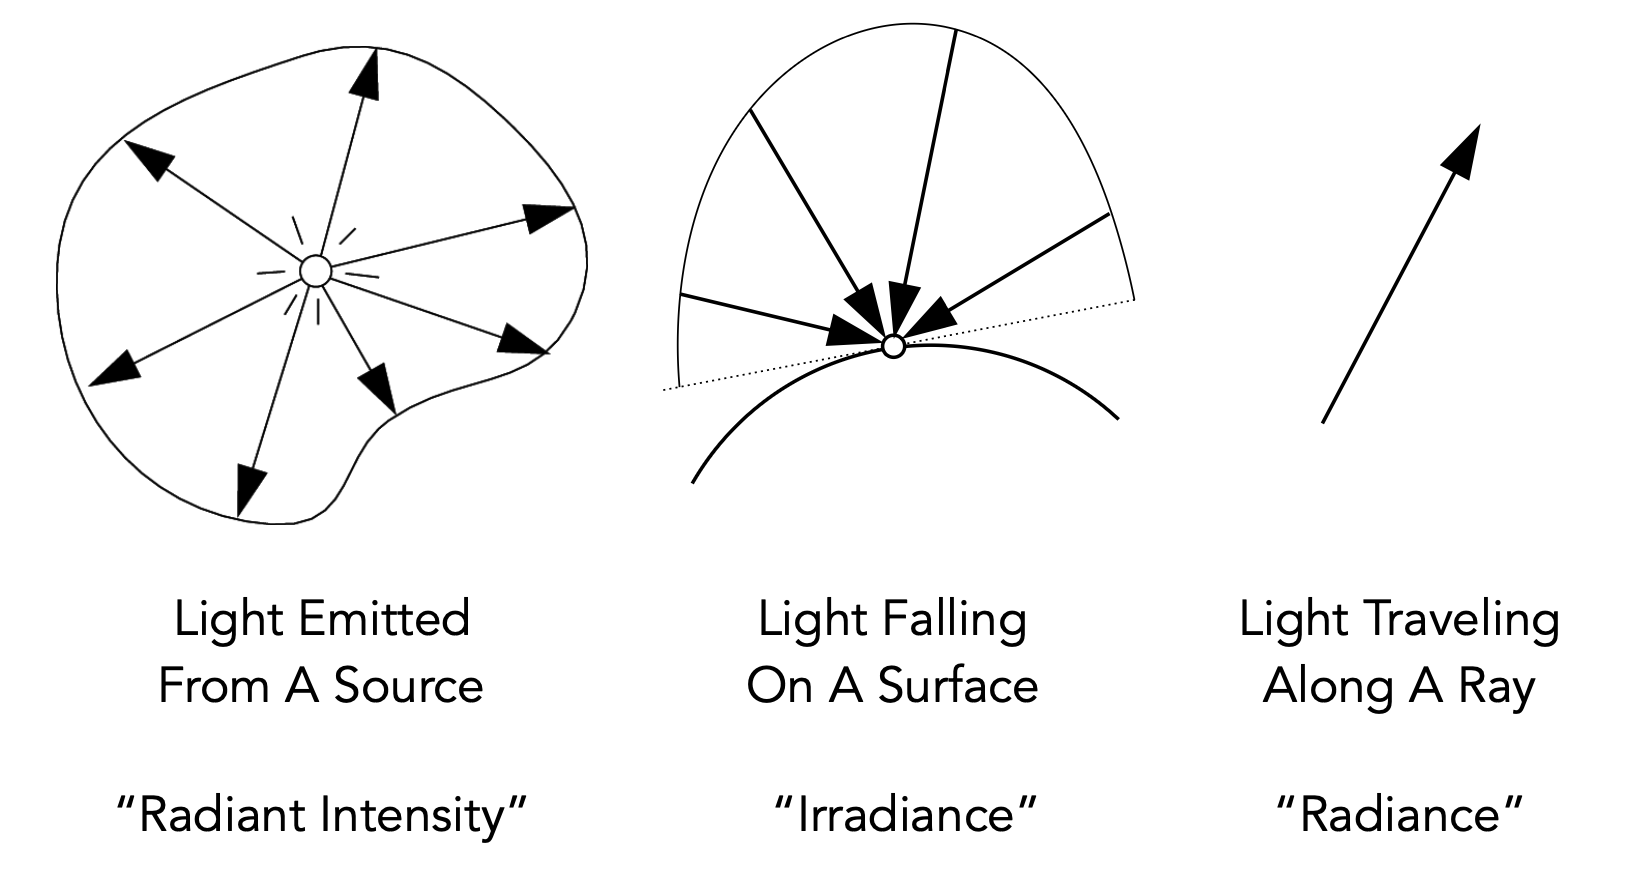 Light Emitted
From A Source
“Radiant Intensity”
Light Falling
On A Surface
“Irradiance”
Light Traveling
Along A Ray
“Radiance”